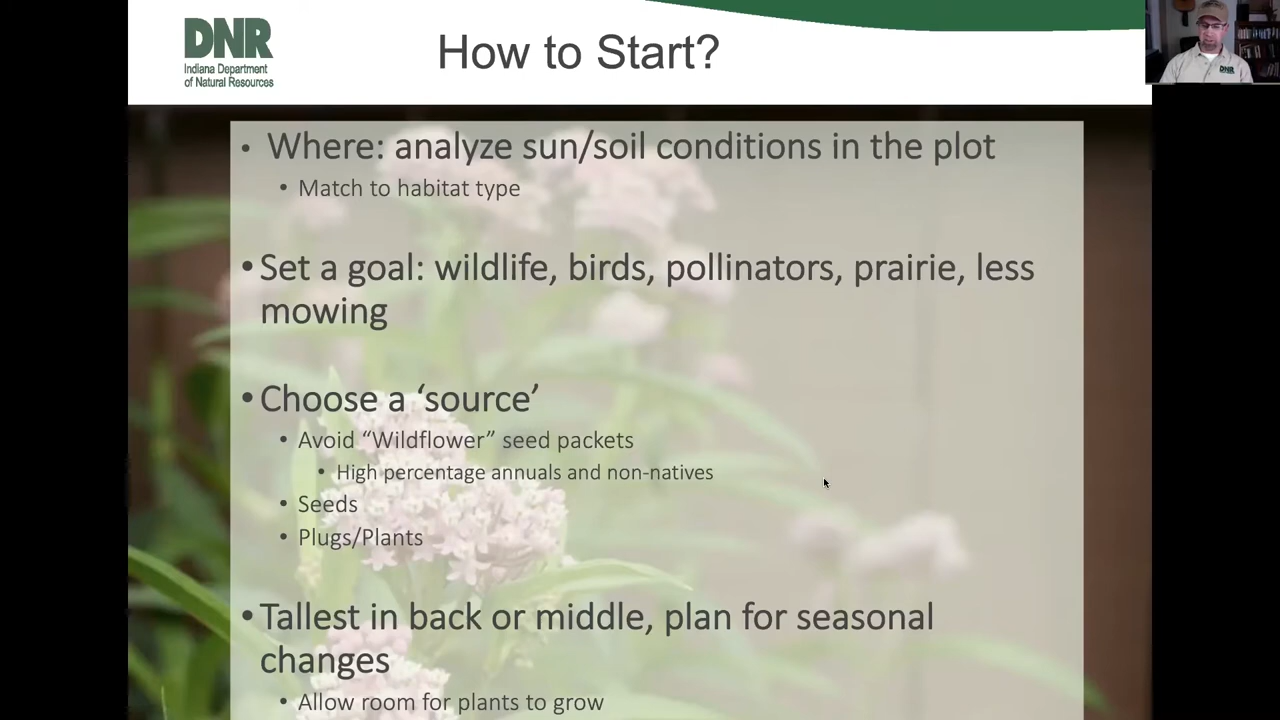 DNR
Indiana Department
of Natural Resources
How to Start?
DNR
• Where: analyze sun/soil conditions in the plot
• Match to habitat type
• Set a goal: wildlife, birds, pollinators, prairie, less
mowing
• Choose a ‘source’
• Avoid “Wildflower” seed packets
• High percentage annuals and non-natives
• Seeds
• Plugs/Plants
• Tallest in back or middle, plan for seasonal
changes
• Allow room for plants to grow